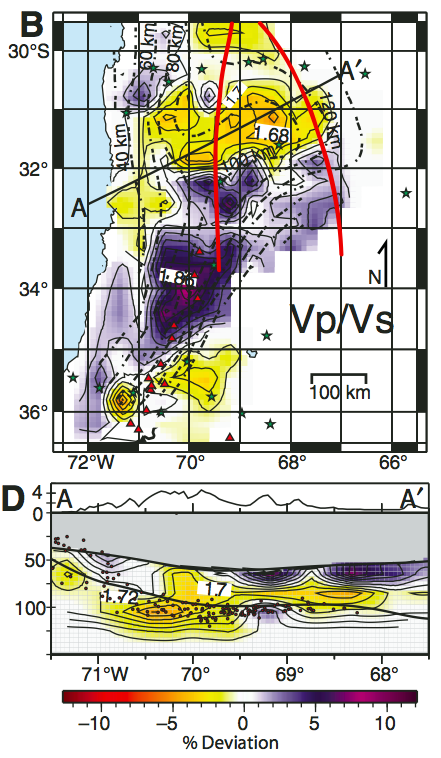 B
30°S
60 km
80 km
A′
40 km
1.68
120 km
32°
A
N
1.86
34°
Vp/Vs
100 km
36°
72°W 70° 68° 66°
D A A′
4
0
50
1.72 1.7
100
71°W 70° 69° 68°
−10 −5 0 5 10
% Deviation